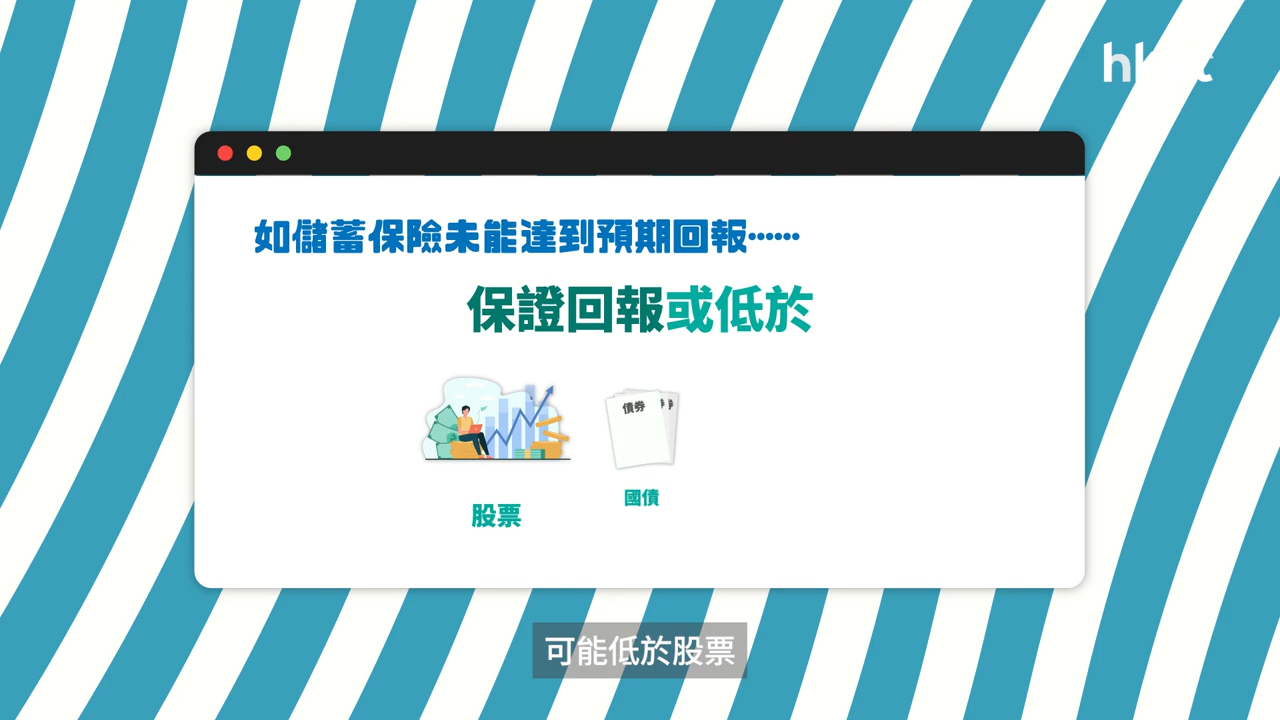 如儲蓄保險未能達到預期回報⋯⋯
保證回報或低於
債券
股票
國債
可能低於股票